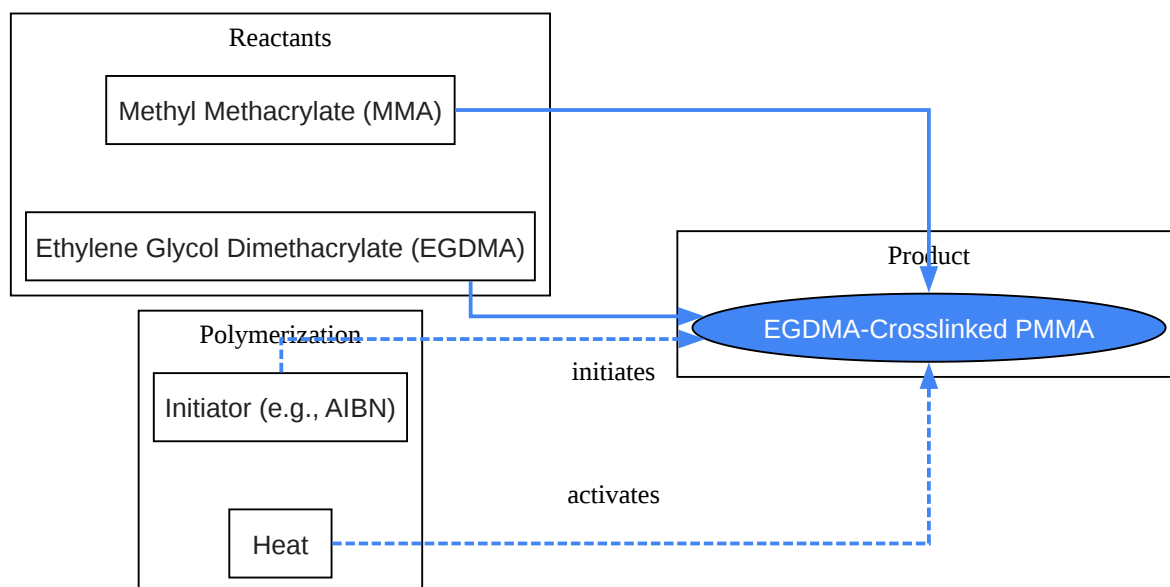 Reactants
Methyl Methacrylate (MMA)
Ethylene Glycol Dimethacrylate (EGDMA)
Product
EGDMA-Crosslinked PMMA
Polymerization
initiates
Initiator (e.g., AIBN)
activates
Heat